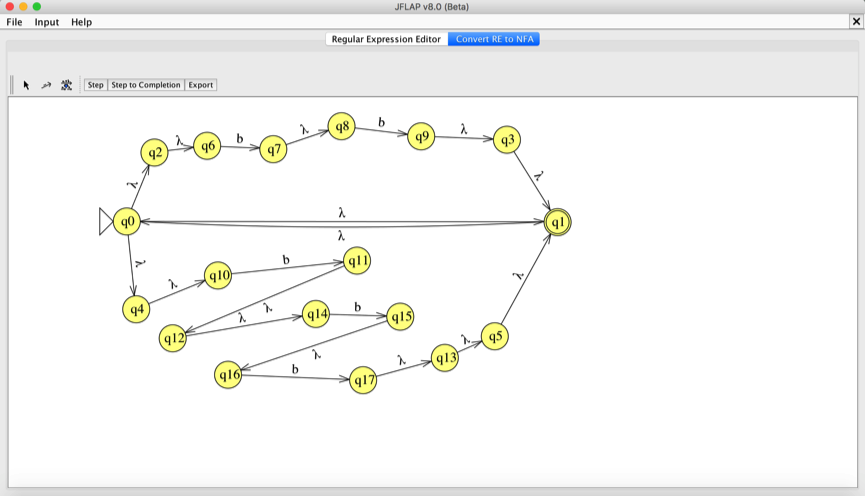 JFLAP v8.0 (Beta)
File Input Help
Regular Expression Editor Convert RE to NFA
Step Step to Completion Export
q2 λ q6 b q7 λ q8 b q9 λ q3
λ λ
q0 λ q1
λ
λ q10 b q11
q4 λ λ
q12 λ q14 b q15 λ
λ q5
q16 b q17 λ q13 λ